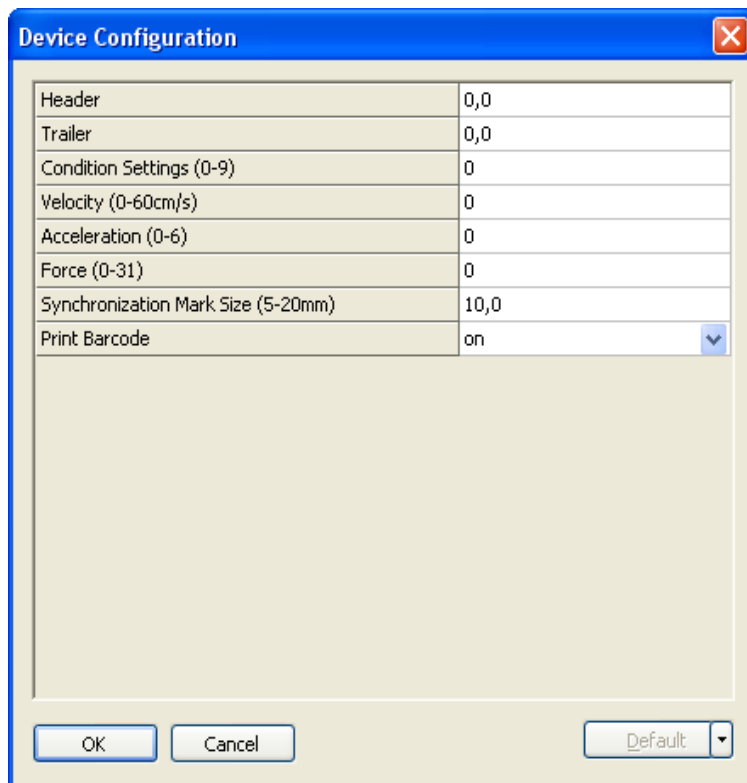 Device Configuration
Header 0,0
Trailer 0,0
Condition Settings (0-9) 0
Velocity (0-60cm/s) 0
Acceleration (0-6) 0
Force (0-31) 0
Synchronization Mark Size (5-20mm) 10,0
Print Barcode on
OK Cancel Default